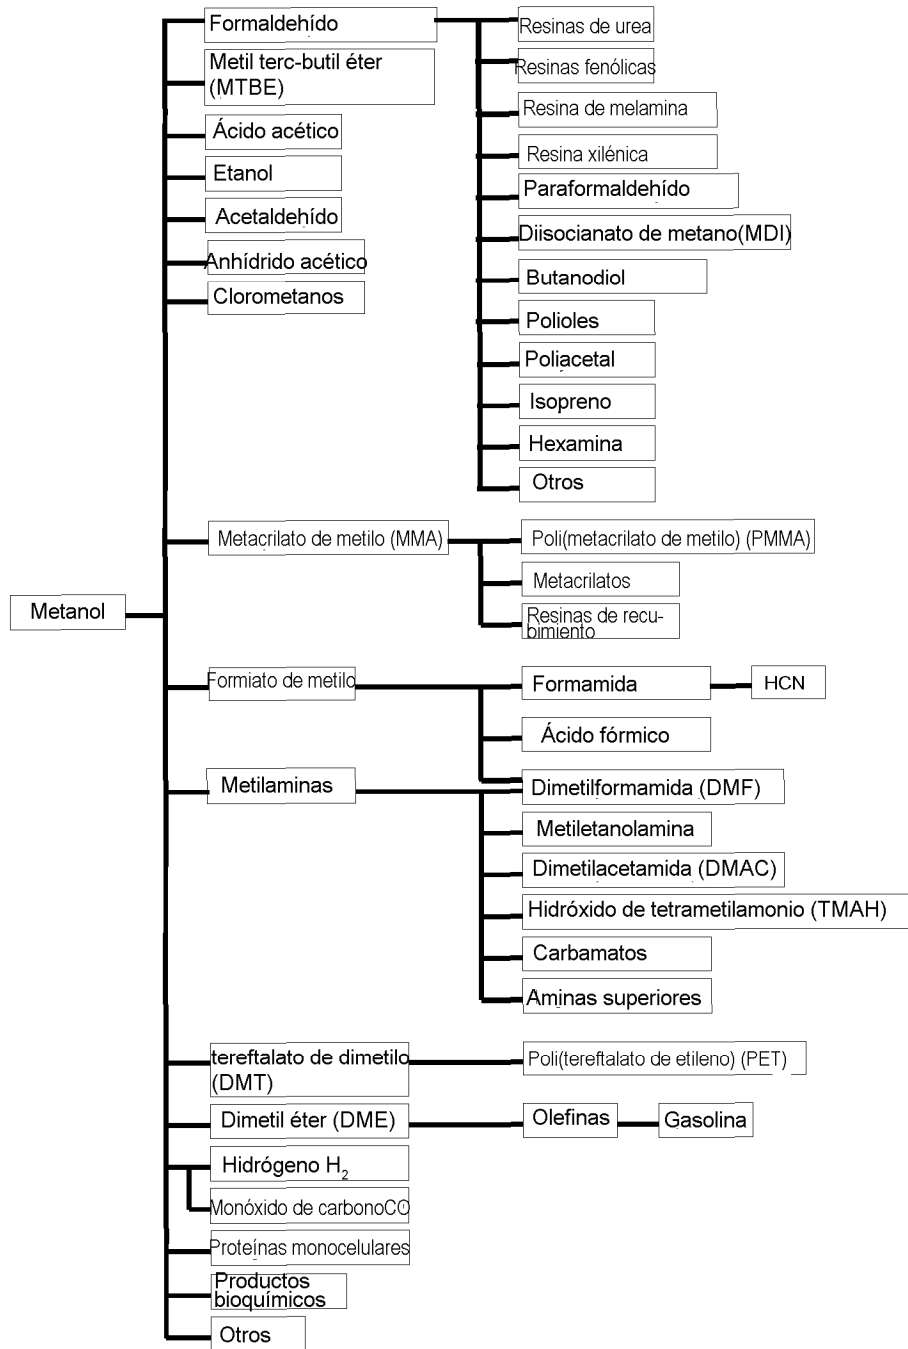 Formaldehído
Metil terc-butil éter
(MTBE)
Ácido acético
Etanol
Acetaldehído
Anhídrido acético
Clorometanos
Resinas de urea
Resinas fenólicas
Resina de melamina
Resina xilénica
Paraformaldehído
Diisocianato de metano(MDI)
Butanodiol
Polioles
Poliacetal
Isopreno
Hexamina
Otros
Metanol
Metacrilato de metilo (MMA)
Poli(metacrilato de metilo) (PMMA)
Metacrilatos
Resinas de recu-
bimiento
Formiato de metilo
Formamida
HCN
Ácido fórmico
Metilaminas
Dimetilformamida (DMF)
Metiletanolamina
Dimetilacetamida (DMAC)
Hidróxido de tetrametilamonio (TMAH)
Carbamatos
Aminas superiores
tereftalato de dimetilo
(DMT)
Poli(tereftalato de etileno) (PET)
Dimetil éter (DME)
Olefinas
Gasolina
Hidrógeno H2
Monóxido de carbonoCO
Proteínas monocelulares
Productos
bioquímicos
Otros